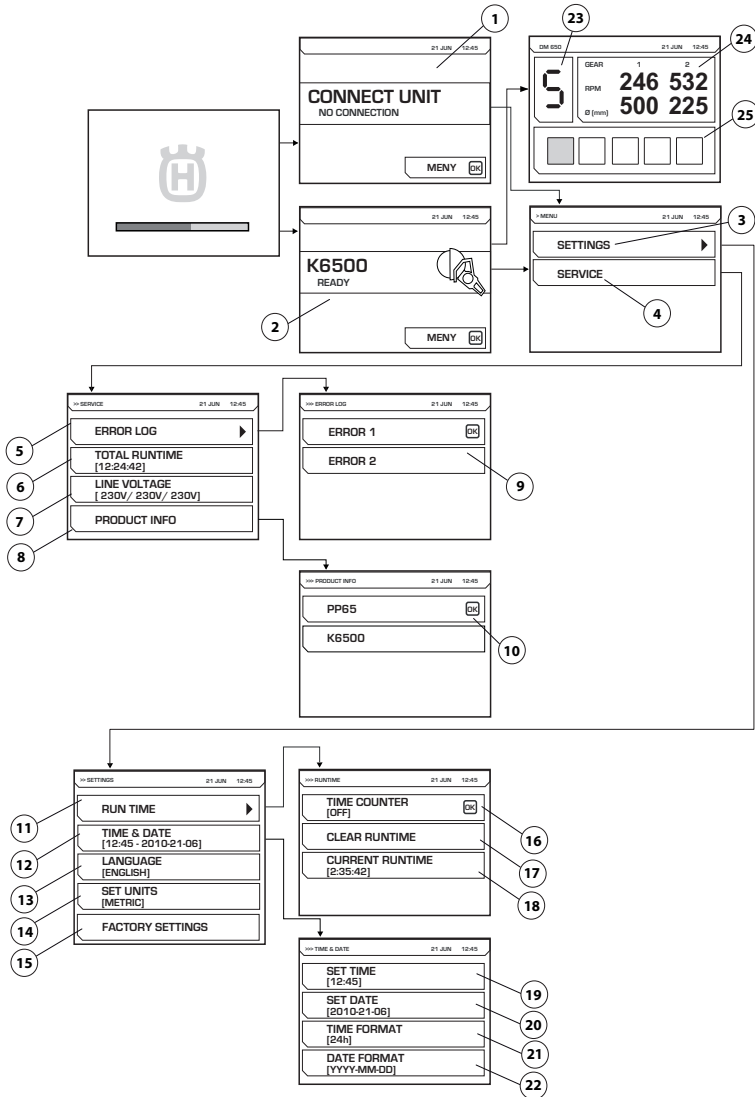 1
21 JUN 12:45
CONNECT UNIT
NO CONNECTION
MENY OK
23
DM 650 21 JUN 12:45
24
GEAR 1 2
RPM 246 532
Ø (mm) 500 225
5
25
H
21 JUN 12:45
K6500
READY
2
MENY OK
> MENU 21 JUN 12:45
SETTINGS
3
SERVICE
4
>> SERVICE 21 JUN 12:45
5
ERROR LOG
6
TOTAL RUNTIME
[12:24:42]
7
LINE VOLTAGE
[ 230V/ 230V/ 230V]
8
PRODUCT INFO
>>> ERROR LOG 21 JUN 12:45
ERROR 1 OK
ERROR 2
9
>>> PRODUCT INFO 21 JUN 12:45
PP65 OK
10
K6500
>> SETTINGS 21 JUN 12:45
11
RUN TIME
12
TIME & DATE
[12:45 - 2010-21-06]
13
LANGUAGE
[ENGLISH]
14
SET UNITS
[METRIC]
15
FACTORY SETTINGS
>>> RUNTIME 21 JUN 12:45
TIME COUNTER OK
[OFF]
16
CLEAR RUNTIME
17
CURRENT RUNTIME
[2:35:42]
18
>>> TIME & DATE 21 JUN 12:45
SET TIME
[12:45]
19
SET DATE
[2010-21-06]
20
TIME FORMAT
[24h]
21
DATE FORMAT
[YYYY-MM-DD]
22